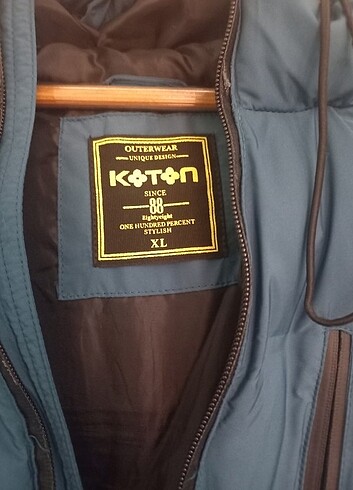 OUTERWEAR
UNIQUE DESIGN
KOTON
SINCE
88
Eightyeight
ONE HUNDRED PERCENT
STYLISH
XL